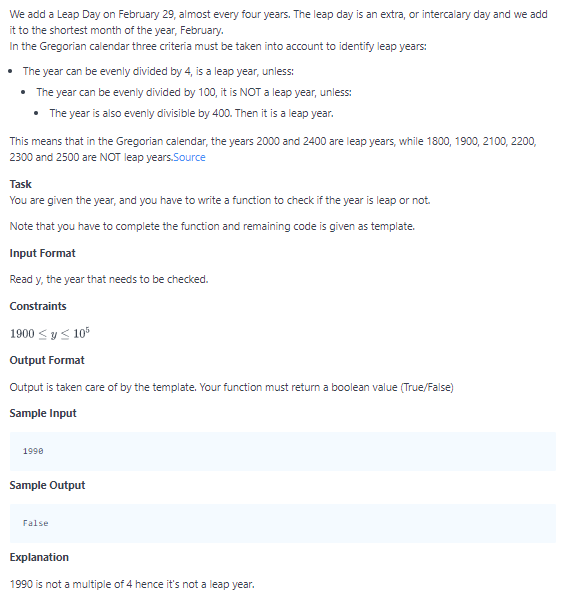 We add a Leap Day on February 29, almost every four years. The leap day is an extra, or intercalary day and we add
it to the shortest month of the year, February.
In the Gregorian calendar three criteria must be taken into account to identify leap years:
• The year can be evenly divided by 4, is a leap year, unless:
• The year can be evenly divided by 100, it is NOT a leap year, unless:
• The year is also evenly divisible by 400. Then it is a leap year.
This means that in the Gregorian calendar, the years 2000 and 2400 are leap years, while 1800, 1900, 2100, 2200,
2300 and 2500 are NOT leap years.Source
Task
You are given the year, and you have to write a function to check if the year is leap or not.
Note that you have to complete the function and remaining code is given as template.
Input Format
Read y, the year that needs to be checked.
Constraints
1900 ≤ y ≤ 10⁵
Output Format
Output is taken care of by the template. Your function must return a boolean value (True/False)
Sample Input
1990
Sample Output
False
Explanation
1990 is not a multiple of 4 hence it's not a leap year.